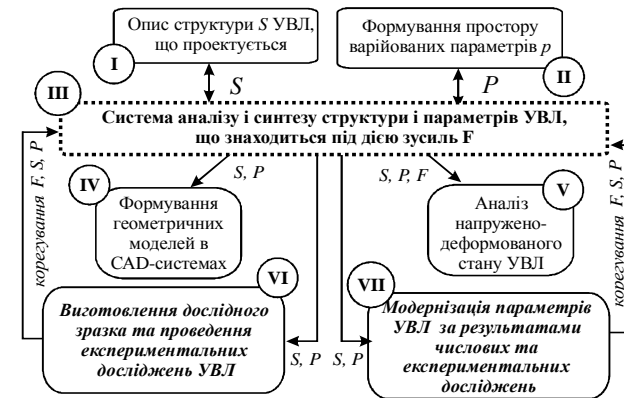 Опис структури S УВЛ,
що проектується
I
Формування простору
варійованих параметрів p
II
S
P
III
Система аналізу і синтезу структури і параметрів УВЛ,
що знаходиться під дією зусиль F
корегування F, S, P
S, P
S, P, F
корегування F, S, P
IV
Формування
геометричних
моделей в
CAD-системах
V
Аналіз
напружено-
деформованого
стану УВЛ
VI
Виготовлення дослідного
зразка та проведення
експериментальних
досліджень УВЛ
S, P
S, P
VII
Модернізація параметрів
УВЛ за результатами
числових та
експериментальних
досліджень